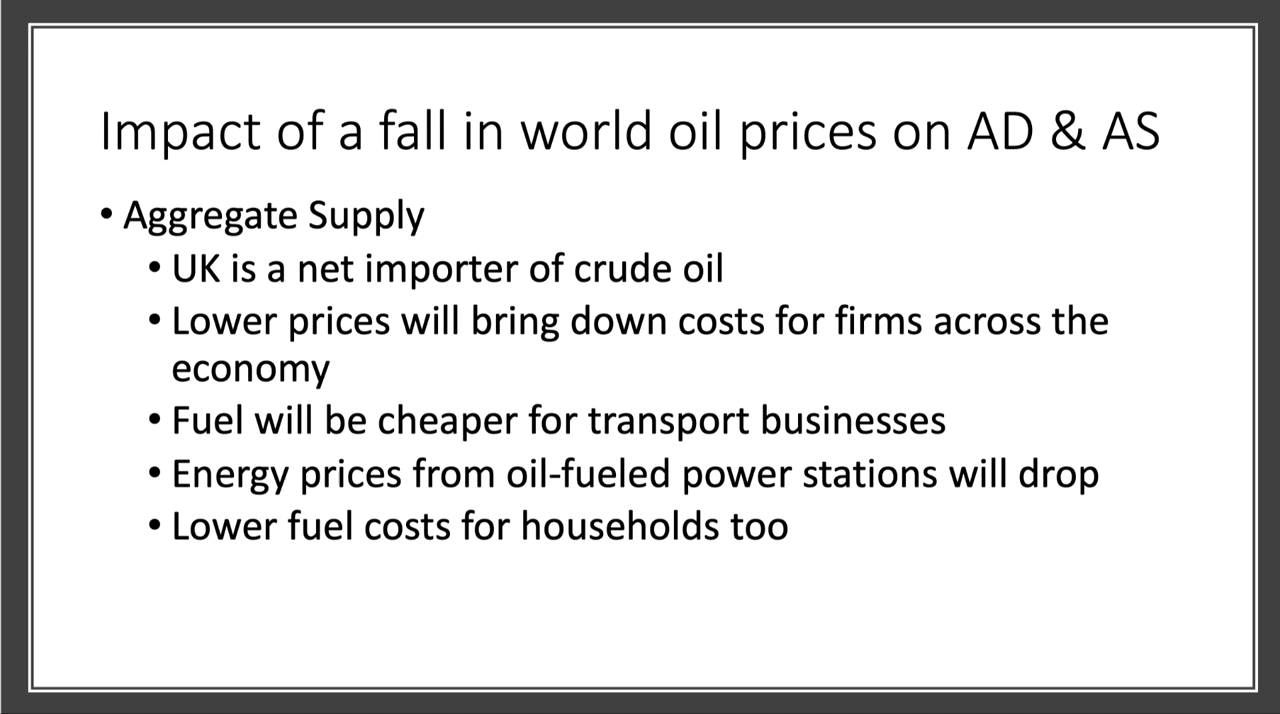 Impact of a fall in world oil prices on AD & AS
• Aggregate Supply
• UK is a net importer of crude oil
• Lower prices will bring down costs for firms across the
economy
• Fuel will be cheaper for transport businesses
• Energy prices from oil-fueled power stations will drop
• Lower fuel costs for households too